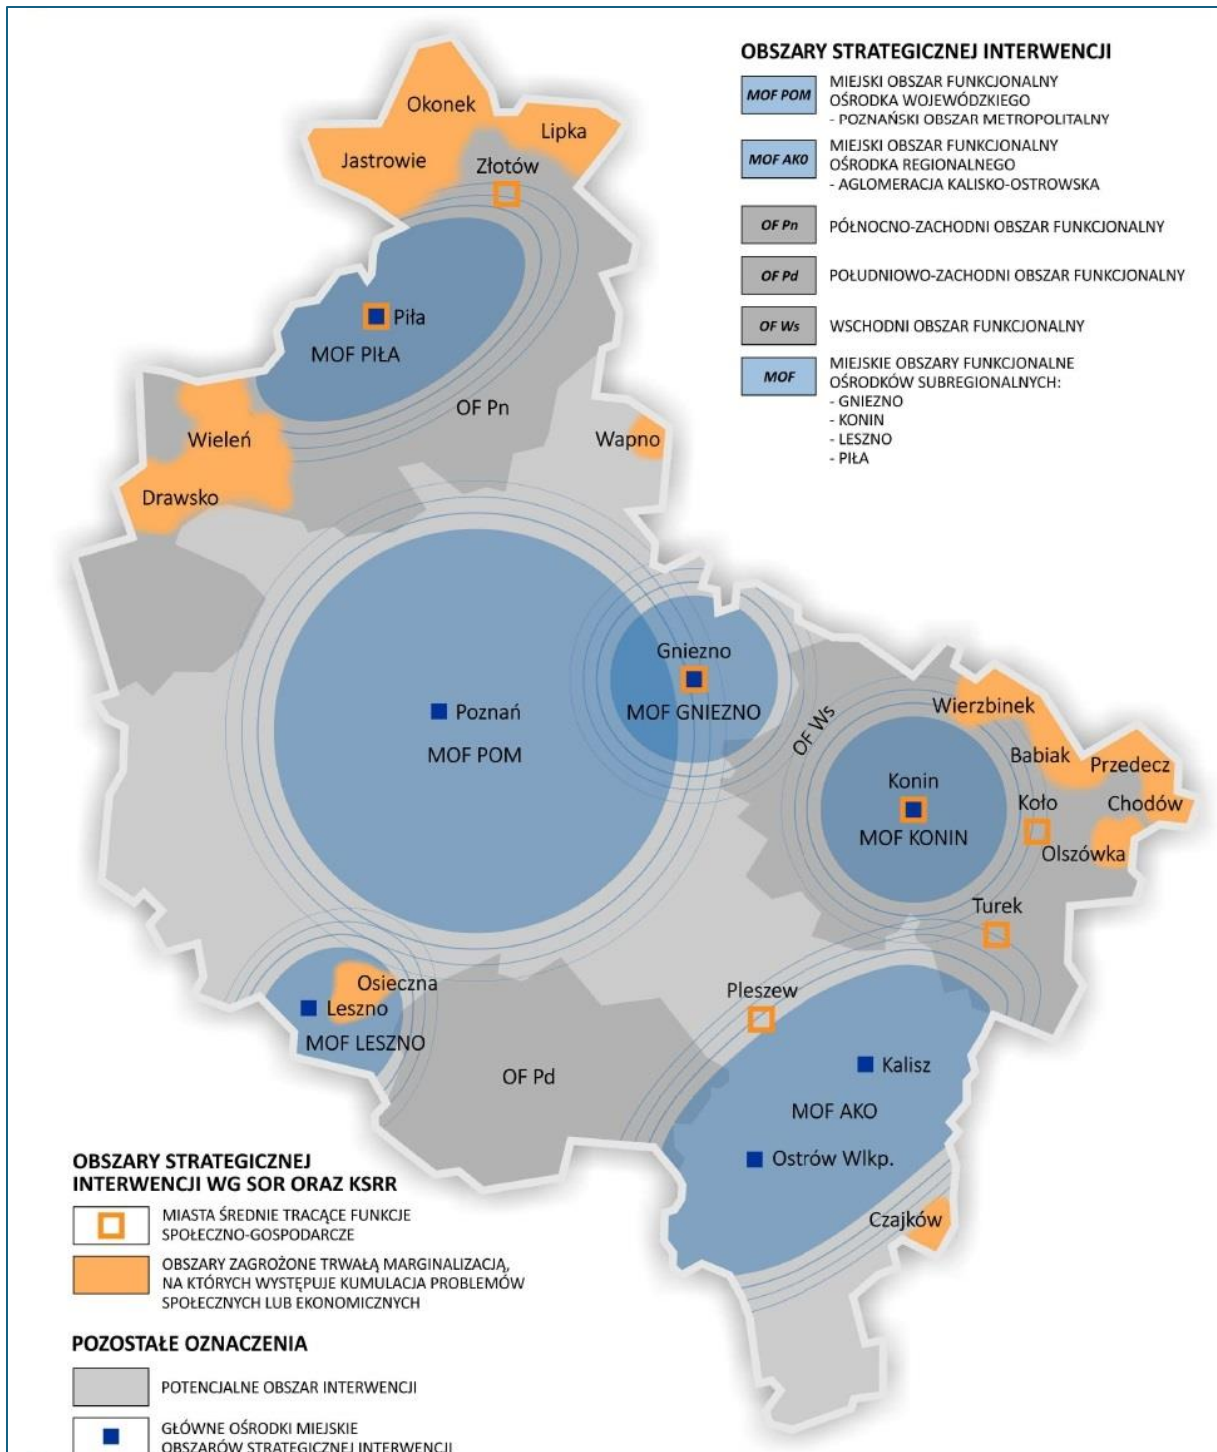 OBSZARY STRATEGICZNEJ INTERWENCJI
MOF POM
MIEJSKI OBSZAR FUNKCJONALNY
OŚRODKA WOJEWÓDZKIEGO
- POZNAŃSKI OBSZAR METROPOLITALNY
MOF AKO
MIEJSKI OBSZAR FUNKCJONALNY
OŚRODKA REGIONALNEGO
- AGLOMERACJA KALISKO-OSTROWSKA
OF Pn
PÓŁNOCNO-ZACHODNI OBSZAR FUNKCJONALNY
OF Pd
POŁUDNIOWO-ZACHODNI OBSZAR FUNKCJONALNY
OF Ws
WSCHODNI OBSZAR FUNKCJONALNY
MOF
MIEJSKIE OBSZARY FUNKCJONALNE
OŚRODKÓW SUBREGIONALNYCH:
- GNIEZNO
- KONIN
- LESZNO
- PIŁA
Okonek
Lipka
Jastrowie
Złotów
Piła
MOF PIŁA
OF Pn
Wieleń
Wapno
Drawsko
Gniezno
Poznań
MOF GNIEZNO
Wierzbinek
OF Ws
MOF POM
Babiak
Przedecz
Konin
Koło
Chodów
MOF KONIN
Olszówka
Turek
Osieczna
Pleszew
Leszno
MOF LESZNO
Kalisz
OF Pd
MOF AKO
Ostrów Wlkp.
Czajków
OBSZARY STRATEGICZNEJ
INTERWENCJI WG SOR ORAZ KSRR
MIASTA ŚREDNIE TRACĄCE FUNKCJE
SPOŁECZNO-GOSPODARCZE
OBSZARY ZAGROŻONE TRWAŁĄ MARGINALIZACJĄ,
NA KTÓRYCH WYSTĘPUJE KUMULACJA PROBLEMÓW
SPOŁECZNYCH LUB EKONOMICZNYCH
POZOSTAŁE OZNACZENIA
POTENCJALNE OBSZAR INTERWENCJI
GŁÓWNE OŚRODKI MIEJSKIE
OBSZARÓW STRATEGICZNEJ INTERWENCJI